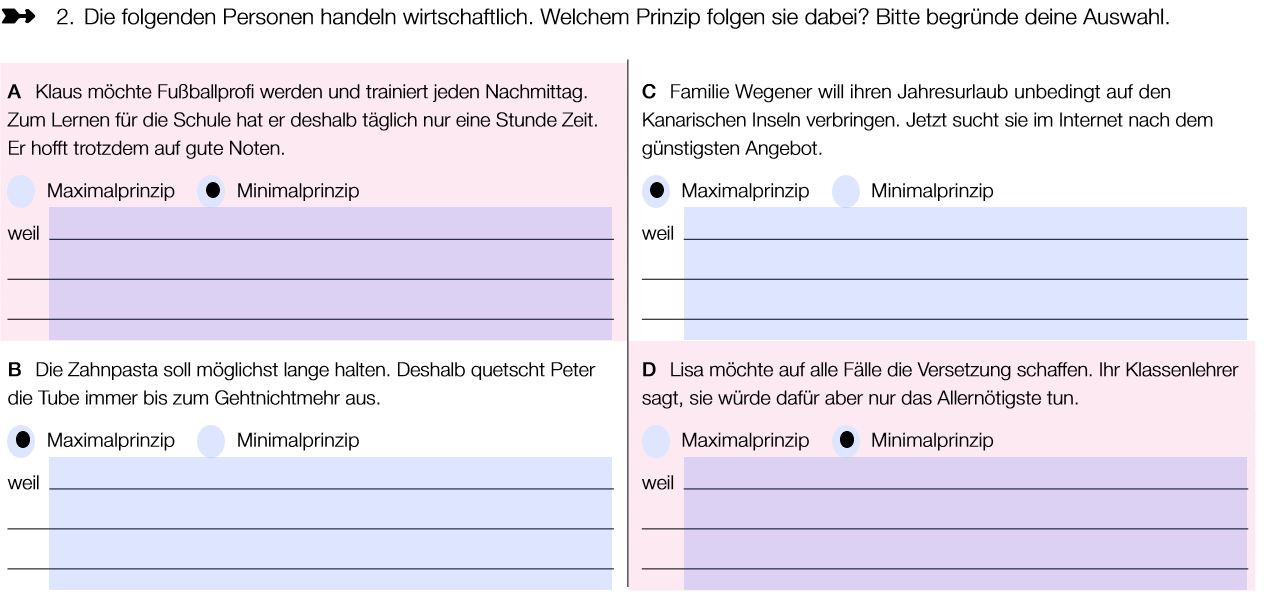 2. Die folgenden Personen handeln wirtschaftlich. Welchem Prinzip folgen sie dabei? Bitte begründe deine Auswahl.
A Klaus möchte Fußballprofi werden und trainiert jeden Nachmittag.
Zum Lernen für die Schule hat er deshalb täglich nur eine Stunde Zeit.
Er hofft trotzdem auf gute Noten.
Maximalprinzip Minimalprinzip
weil
B Die Zahnpasta soll möglichst lange halten. Deshalb quetscht Peter
die Tube immer bis zum Gehtnichtmehr aus.
Maximalprinzip Minimalprinzip
weil
C Familie Wegener will ihren Jahresurlaub unbedingt auf den
Kanarischen Inseln verbringen. Jetzt sucht sie im Internet nach dem
günstigsten Angebot.
Maximalprinzip Minimalprinzip
weil
D Lisa möchte auf alle Fälle die Versetzung schaffen. Ihr Klassenlehrer
sagt, sie würde dafür aber nur das Allernötigste tun.
Maximalprinzip Minimalprinzip
weil